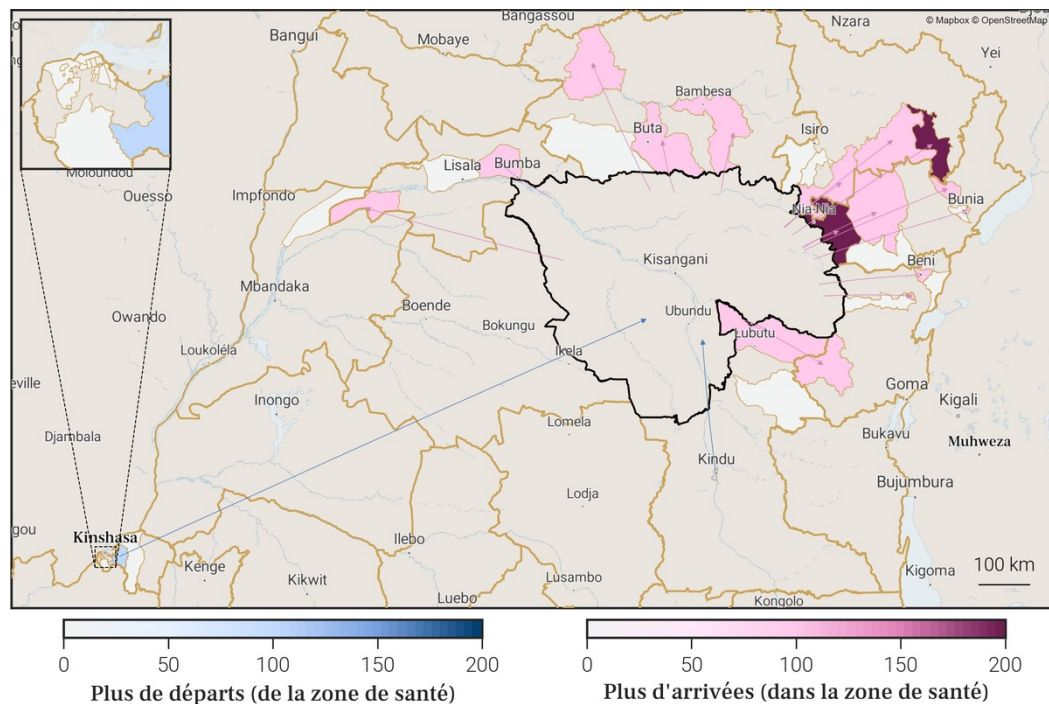 Bangassou
© Mapbox © OpenStreetMap
Nzara
Mobaye
Bangui
Yei
Bambesa
Buta
Isiro
Moloundou
Lisala
Bumba
Ouesso
Impfondo
Nia-Nia
Bunia
Kisangani
Beni
Mbandaka
Boende
Ubundu
Owando
Bokungu
Lubutu
Loukoléla
Ikela
eville
Goma
Inongo
Kigali
Lomela
Djambala
Bukavu
Muhweza
Kindu
Bujumbura
Lodja
gou
Kinshasa
Ilebo
Kenge
Kikwit
Lusambo
Kigoma
100 km
Luebo
Kongolo
0 50 100 150 200
Plus de départs (de la zone de santé)
0 50 100 150 200
Plus d'arrivées (dans la zone de santé)